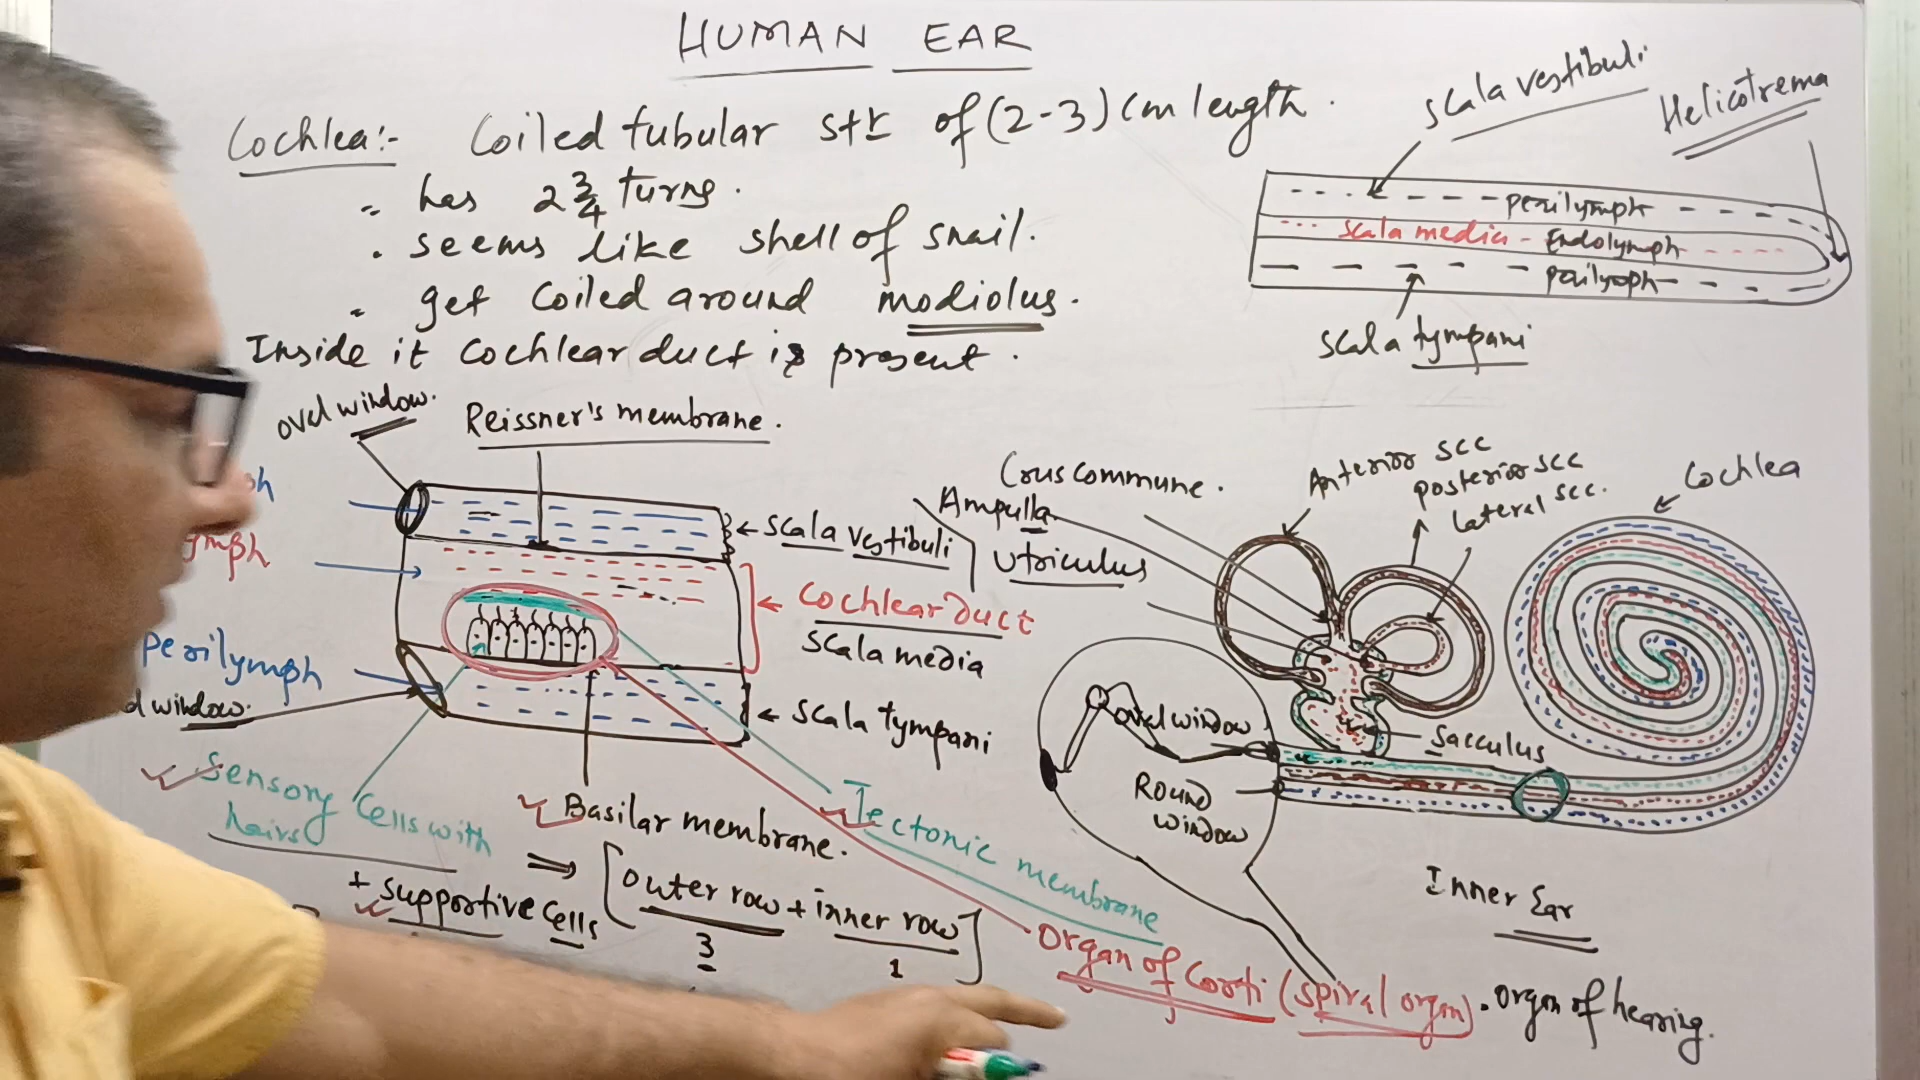 HUMAN EAR
Cochlea:- Coiled tubular str of (2-3) cm length.
has 2 3/4 turns.
seems like shell of snail.
get coiled around modiolus.
Inside it cochlear duct is present.
scala vestibuli
Helicotrema
perilymph
scala media - Endolymph
perilymph
scala tympani
oval window.
Reissner's membrane.
ph
ymph
perilymph
d window.
scala vestibuli
Cochlear duct
scala media
scala tympani
Sensory cells with
hairs
+ supportive cells
Basilar membrane.
⇒ [outer row + inner row]
3 1
Tectonic membrane
organ of Corti (spiral organ). organ of hearing.
Crus commune.
Ampulla
Utriculus
Anterior SCC
posterior SCC
lateral SCC.
Cochlea
oval window
Sacculus
Round
window
Inner Ear